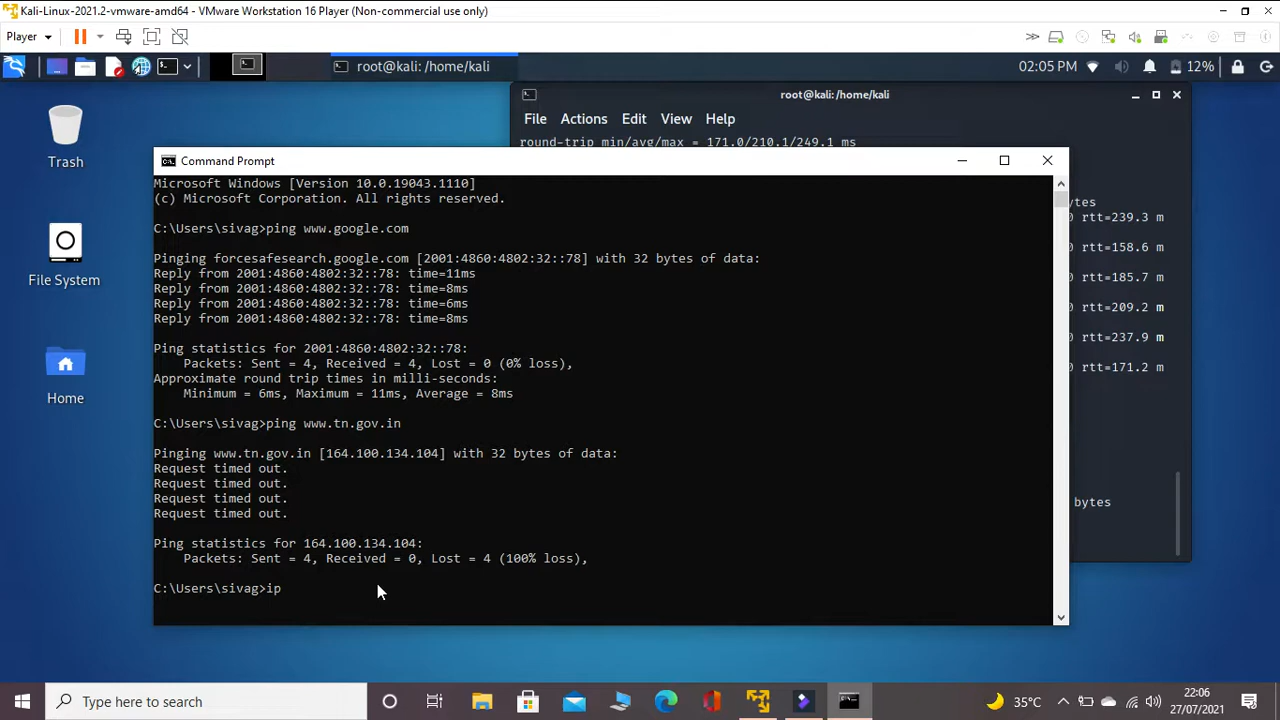 Kali-Linux-2021.2-vmware-amd64 - VMware Workstation 16 Player (Non-commercial use only)
Player
root@kali: /home/kali
02:05 PM
12%
root@kali:/home/kali
File Actions Edit View Help
round-trip min/avg/max = 171.0/210.1/249.1 ms
Trash
File System
Home
Command Prompt
Microsoft Windows [Version 10.0.19043.1110]
(c) Microsoft Corporation. All rights reserved.
C:\Users\sivag>ping www.google.com
Pinging forcesafesearch.google.com [2001:4860:4802:32::78] with 32 bytes of data:
Reply from 2001:4860:4802:32::78: time=11ms
Reply from 2001:4860:4802:32::78: time=8ms
Reply from 2001:4860:4802:32::78: time=6ms
Reply from 2001:4860:4802:32::78: time=8ms
Ping statistics for 2001:4860:4802:32::78:
Packets: Sent = 4, Received = 4, Lost = 0 (0% loss),
Approximate round trip times in milli-seconds:
Minimum = 6ms, Maximum = 11ms, Average = 8ms
C:\Users\sivag>ping www.tn.gov.in
Pinging www.tn.gov.in [164.100.134.104] with 32 bytes of data:
Request timed out.
Request timed out.
Request timed out.
Request timed out.
Ping statistics for 164.100.134.104:
Packets: Sent = 4, Received = 0, Lost = 4 (100% loss),
C:\Users\sivag>ip
ytes
0 rtt=239.3 m
0 rtt=158.6 m
0 rtt=185.7 m
0 rtt=209.2 m
0 rtt=237.9 m
0 rtt=171.2 m
bytes
Type here to search
35°C
22:06
27/07/2021